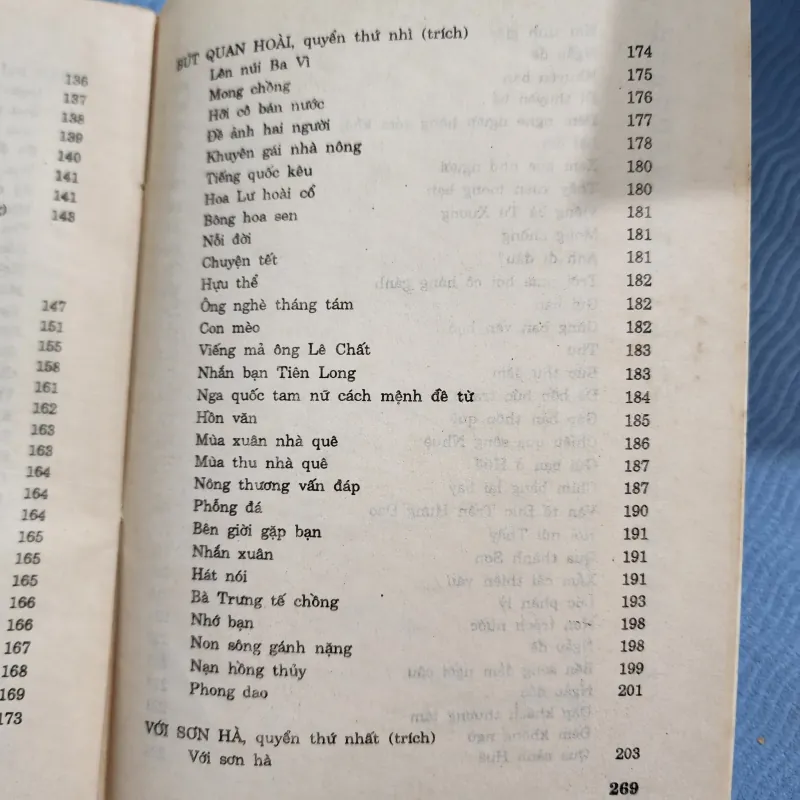 136
137
138
139
140
141
141
143
147
151
155
158
161
162
163
163
164
164
164
165
165
165
166
166
167
168
169
173
BÚT QUAN HOÀI, quyển thứ nhì (trích)
Lên núi Ba Vì 174
Mong chồng 175
Hỡi cô bán nước 176
Đề ảnh hai người 177
Khuyên gái nhà nông 178
Tiếng quốc kêu 180
Hoa Lư hoài cổ 180
Bông hoa sen 181
Nỗi đời 181
Chuyện tết 181
Hựu thể 182
Ông nghè tháng tám 182
Con mèo 182
Viếng mả ông Lê Chất 183
Nhắn bạn Tiên Long 183
Nga quốc tam nữ cách mệnh đề từ 184
Hồn văn 185
Mùa xuân nhà quê 186
Mùa thu nhà quê 187
Nông thương vấn đáp 187
Phỗng đá 190
Bên giời gặp bạn 191
Nhắn xuân 191
Hát nói 191
Bà Trưng tế chồng 193
Nhớ bạn 198
Non sông gánh nặng 198
Nạn hồng thủy 199
Phong dao 201
VỚI SƠN HÀ, quyển thứ nhất (trích)
Với sơn hà 203
269